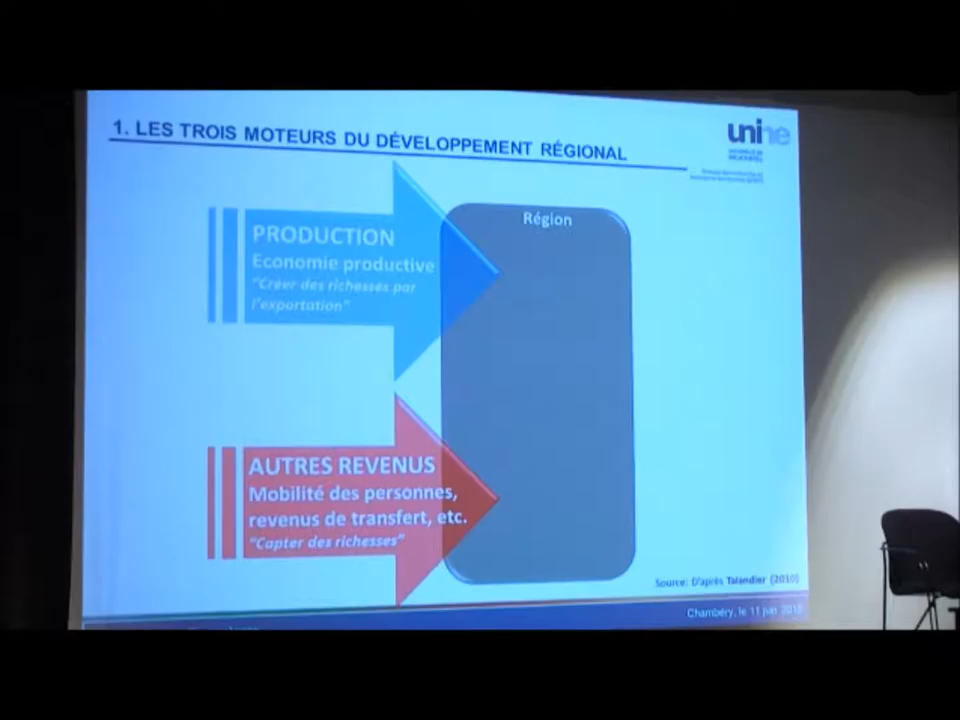 1. LES TROIS MOTEURS DU DÉVELOPPEMENT RÉGIONAL
unine
Région
PRODUCTION
Economie productive
"Créer des richesses par
l'exportation"
AUTRES REVENUS
Mobilité des personnes,
revenus de transfert, etc.
"Capter des richesses"
Source: D'après Talandier (2010)
Chambéry, le 11 juin